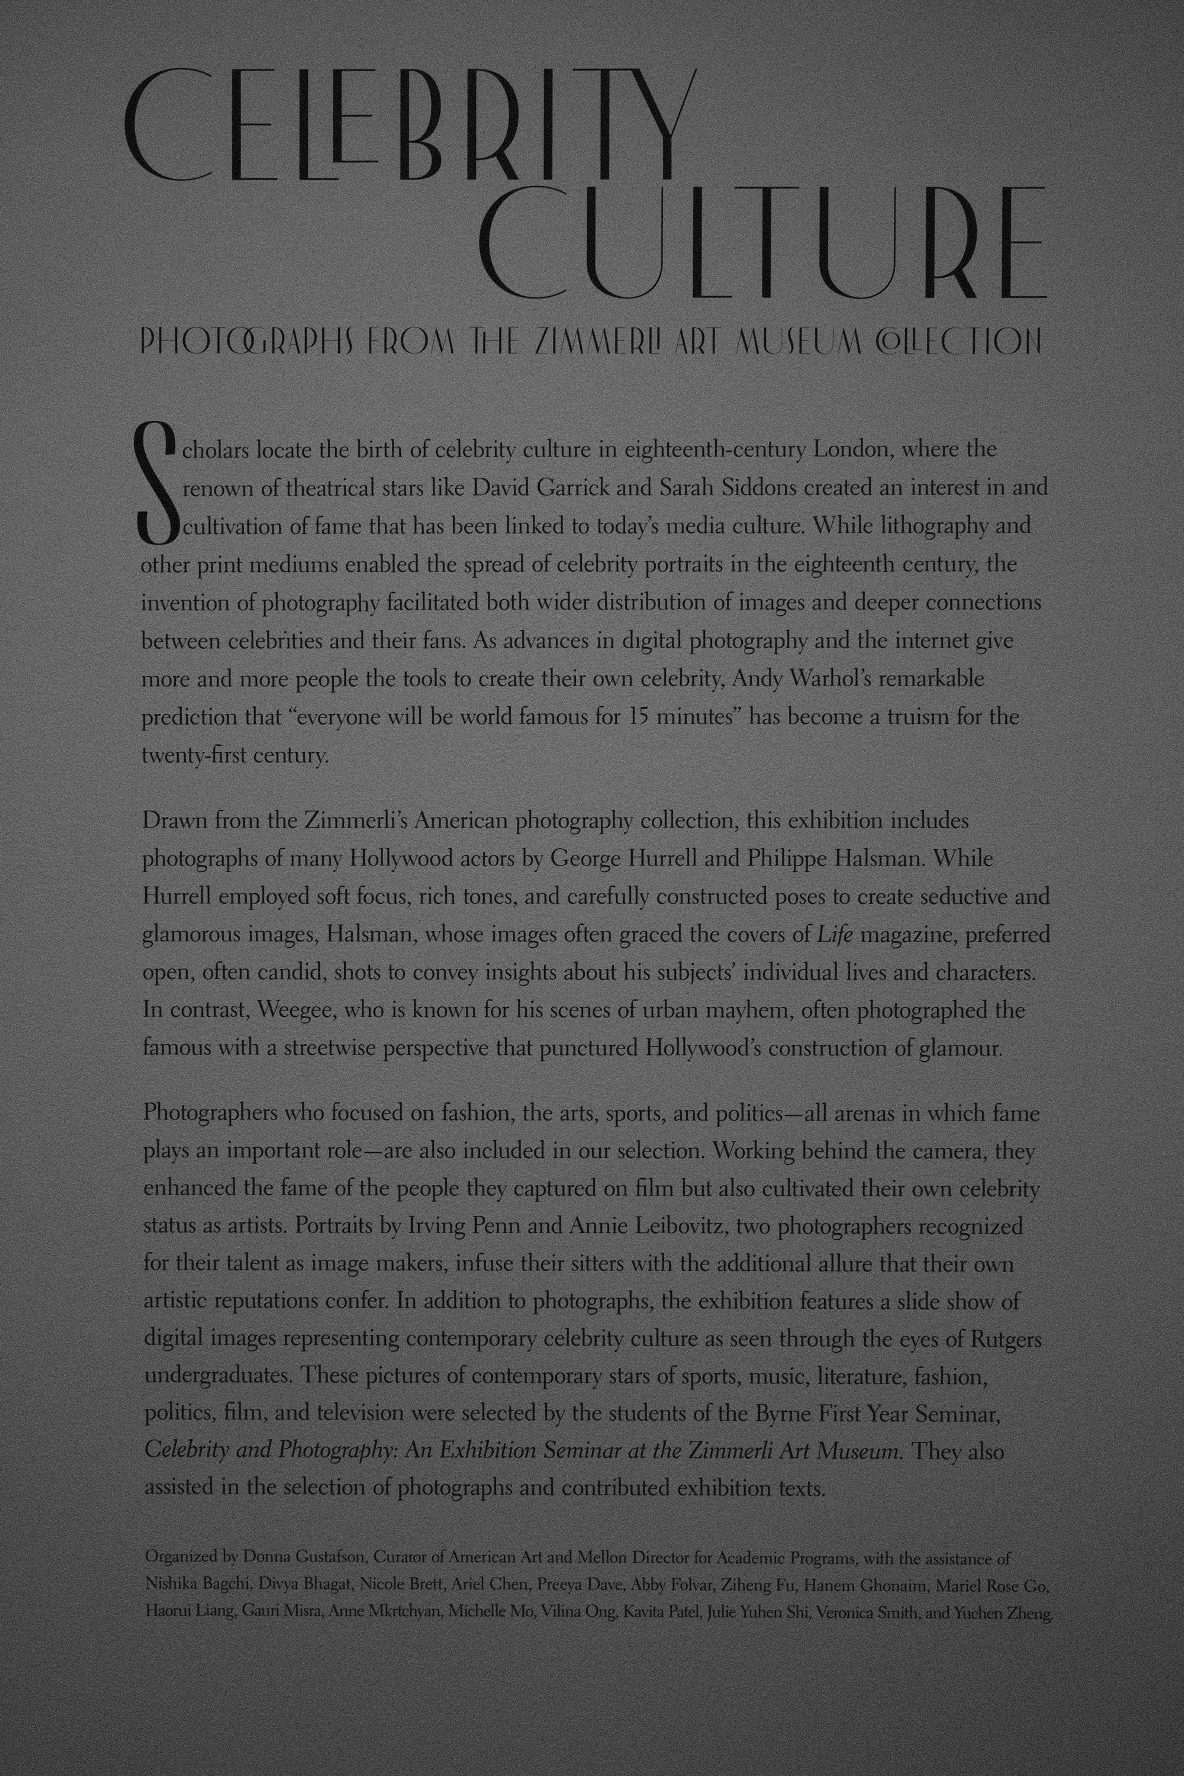 CELEBRITY
CULTURE
PHOTOGRAPHS FROM THE ZIMMERLI ART MUSEUM COLLECTION
Scholars locate the birth of celebrity culture in eighteenth-century London, where the
renown of theatrical stars like David Garrick and Sarah Siddons created an interest in and
cultivation of fame that has been linked to today’s media culture. While lithography and
other print mediums enabled the spread of celebrity portraits in the eighteenth century, the
invention of photography facilitated both wider distribution of images and deeper connections
between celebrities and their fans. As advances in digital photography and the internet give
more and more people the tools to create their own celebrity, Andy Warhol’s remarkable
prediction that “everyone will be world famous for 15 minutes” has become a truism for the
twenty-first century.
Drawn from the Zimmerli’s American photography collection, this exhibition includes
photographs of many Hollywood actors by George Hurrell and Philippe Halsman. While
Hurrell employed soft focus, rich tones, and carefully constructed poses to create seductive and
glamorous images, Halsman, whose images often graced the covers of Life magazine, preferred
open, often candid, shots to convey insights about his subjects’ individual lives and characters.
In contrast, Weegee, who is known for his scenes of urban mayhem, often photographed the
famous with a streetwise perspective that punctured Hollywood’s construction of glamour.
Photographers who focused on fashion, the arts, sports, and politics—all arenas in which fame
plays an important role—are also included in our selection. Working behind the camera, they
enhanced the fame of the people they captured on film but also cultivated their own celebrity
status as artists. Portraits by Irving Penn and Annie Leibovitz, two photographers recognized
for their talent as image makers, infuse their sitters with the additional allure that their own
artistic reputations confer. In addition to photographs, the exhibition features a slide show of
digital images representing contemporary celebrity culture as seen through the eyes of Rutgers
undergraduates. These pictures of contemporary stars of sports, music, literature, fashion,
politics, film, and television were selected by the students of the Byrne First Year Seminar,
Celebrity and Photography: An Exhibition Seminar at the Zimmerli Art Museum. They also
assisted in the selection of photographs and contributed exhibition texts.
Organized by Donna Gustafson, Curator of American Art and Mellon Director for Academic Programs, with the assistance of
Nishika Bagchi, Divya Bhagat, Nicole Brett, Ariel Chen, Preeya Dave, Abby Folvar, Ziheng Fu, Hanem Ghonaim, Mariel Rose Go,
Haorui Liang, Gauri Misra, Anne Mkrtchyan, Michelle Mo, Vilina Ong, Kavita Patel, Julie Yuhen Shi, Veronica Smith, and Yuchen Zheng.